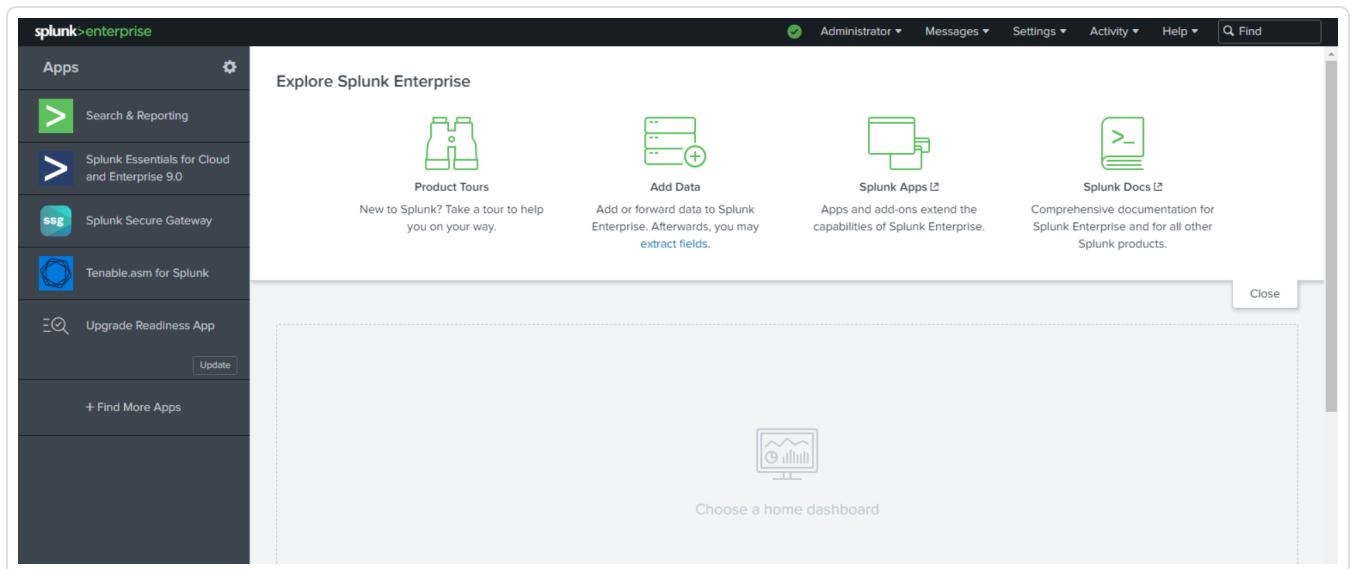 splunk>enterprise
Administrator
Messages
Settings
Activity
Help
Find
Apps
Search & Reporting
Splunk Essentials for Cloud
and Enterprise 9.0
ssg
Splunk Secure Gateway
Tenable.asm for Splunk
Upgrade Readiness App
Update
+ Find More Apps
Explore Splunk Enterprise
Product Tours
New to Splunk? Take a tour to help
you on your way.
Add Data
Add or forward data to Splunk
Enterprise. Afterwards, you may
extract fields.
Splunk Apps
Apps and add-ons extend the
capabilities of Splunk Enterprise.
Splunk Docs
Comprehensive documentation for
Splunk Enterprise and for all other
Splunk products.
Close
Choose a home dashboard